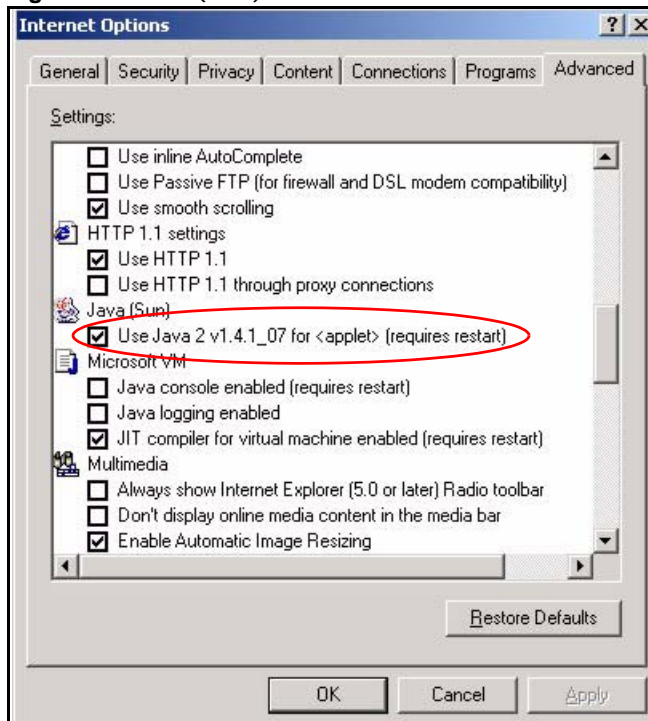 Internet Options
General Security Privacy Content Connections Programs Advanced
Settings:
Use inline AutoComplete
Use Passive FTP (for firewall and DSL modem compatibility)
Use smooth scrolling
HTTP 1.1 settings
Use HTTP 1.1
Use HTTP 1.1 through proxy connections
Java (Sun)
Use Java 2 v1.4.1_07 for <applet> (requires restart)
Microsoft VM
Java console enabled (requires restart)
Java logging enabled
JIT compiler for virtual machine enabled (requires restart)
Multimedia
Always show Internet Explorer (5.0 or later) Radio toolbar
Don't display online media content in the media bar
Enable Automatic Image Resizing
Restore Defaults
OK Cancel Apply